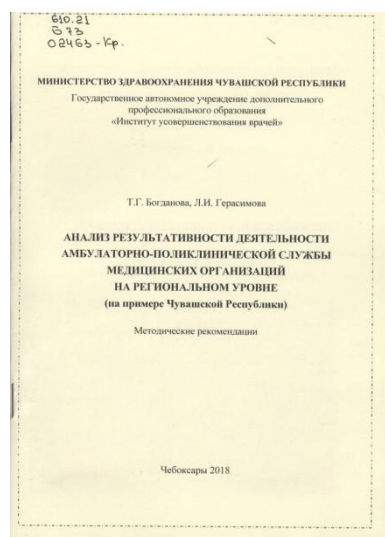 610.21
Б 73
02463-Кр.
МИНИСТЕРСТВО ЗДРАВООХРАНЕНИЯ ЧУВАШСКОЙ РЕСПУБЛИКИ
Государственное автономное учреждение дополнительного
профессионального образования
«Институт усовершенствования врачей»
Т.Г. Богданова, Л.И. Герасимова
АНАЛИЗ РЕЗУЛЬТАТИВНОСТИ ДЕЯТЕЛЬНОСТИ
АМБУЛАТОРНО-ПОЛИКЛИНИЧЕСКОЙ СЛУЖБЫ
МЕДИЦИНСКИХ ОРГАНИЗАЦИЙ
НА РЕГИОНАЛЬНОМ УРОВНЕ
(на примере Чувашской Республики)
Методические рекомендации
Чебоксары 2018